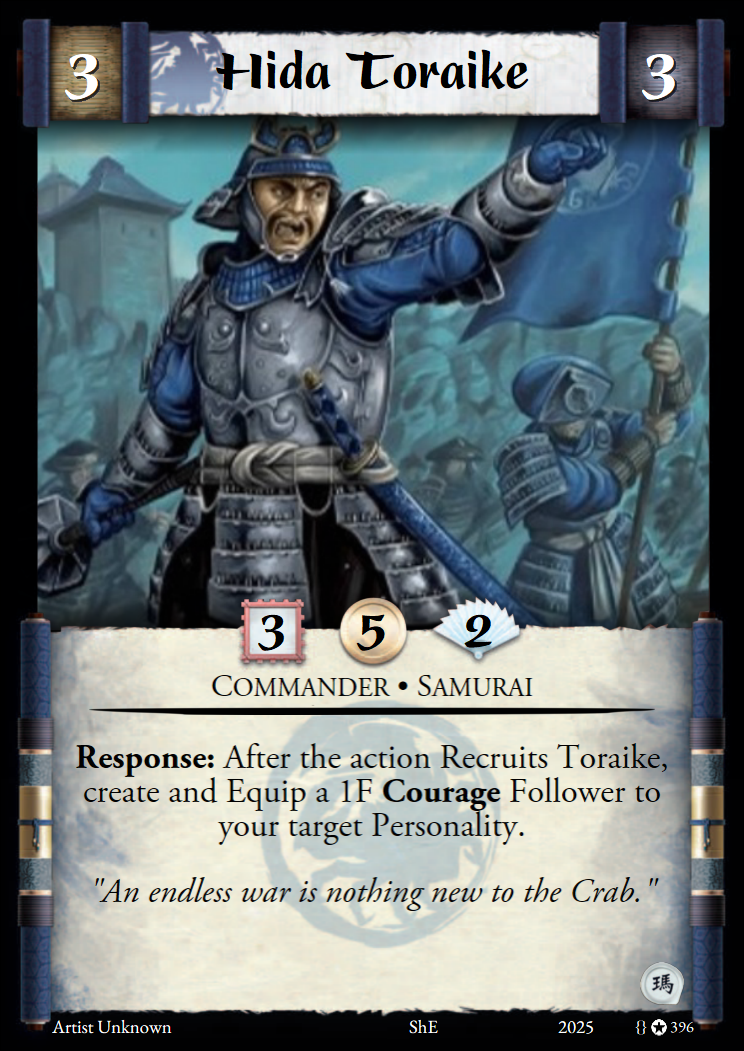 3 Hida Toraike 3
3 5 2
Commander • Samurai
Response: After the action Recruits Toraike,
create and Equip a 1F Courage Follower to
your target Personality.
"An endless war is nothing new to the Crab."
瑪
Artist Unknown ShE 2025 {} 396